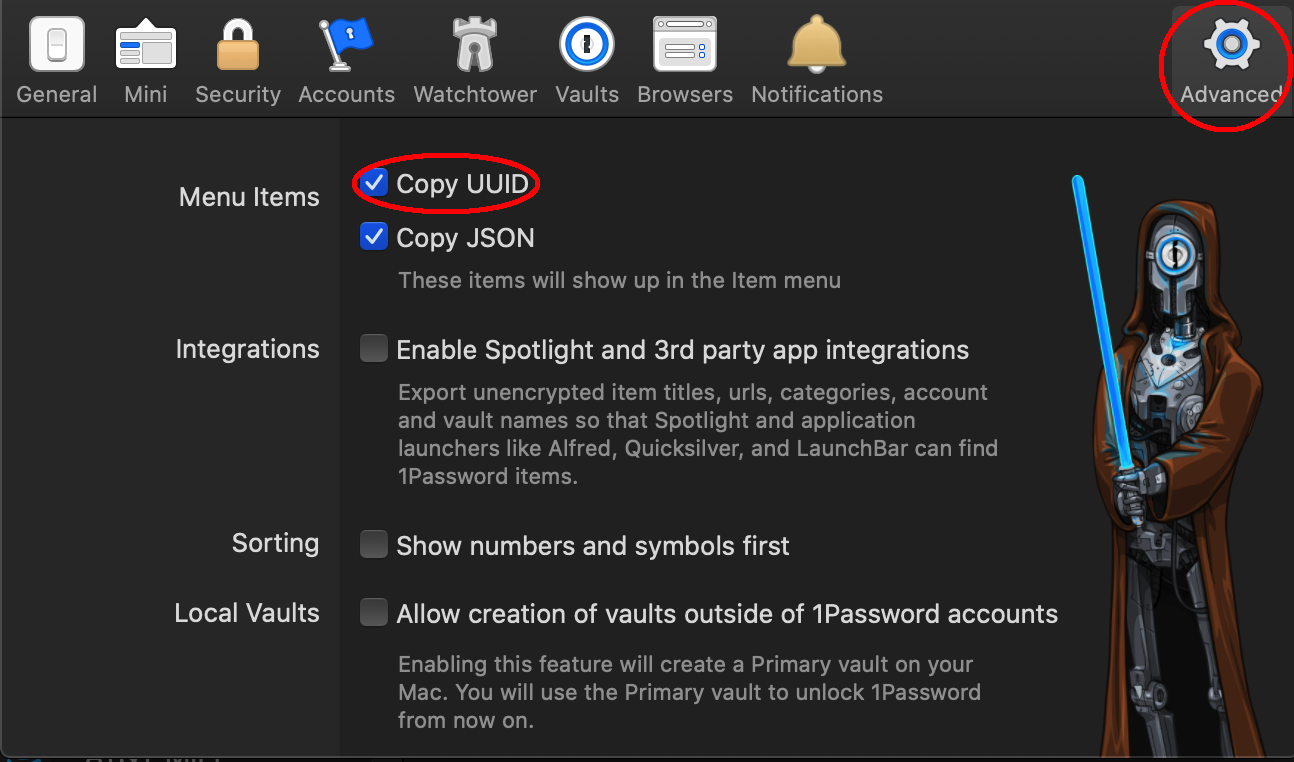 General Mini Security Accounts Watchtower Vaults Browsers Notifications Advanced
Menu Items
Copy UUID
Copy JSON
These items will show up in the Item menu
Integrations
Enable Spotlight and 3rd party app integrations
Export unencrypted item titles, urls, categories, account
and vault names so that Spotlight and application
launchers like Alfred, Quicksilver, and LaunchBar can find
1Password items.
Sorting
Show numbers and symbols first
Local Vaults
Allow creation of vaults outside of 1Password accounts
Enabling this feature will create a Primary vault on your
Mac. You will use the Primary vault to unlock 1Password
from now on.